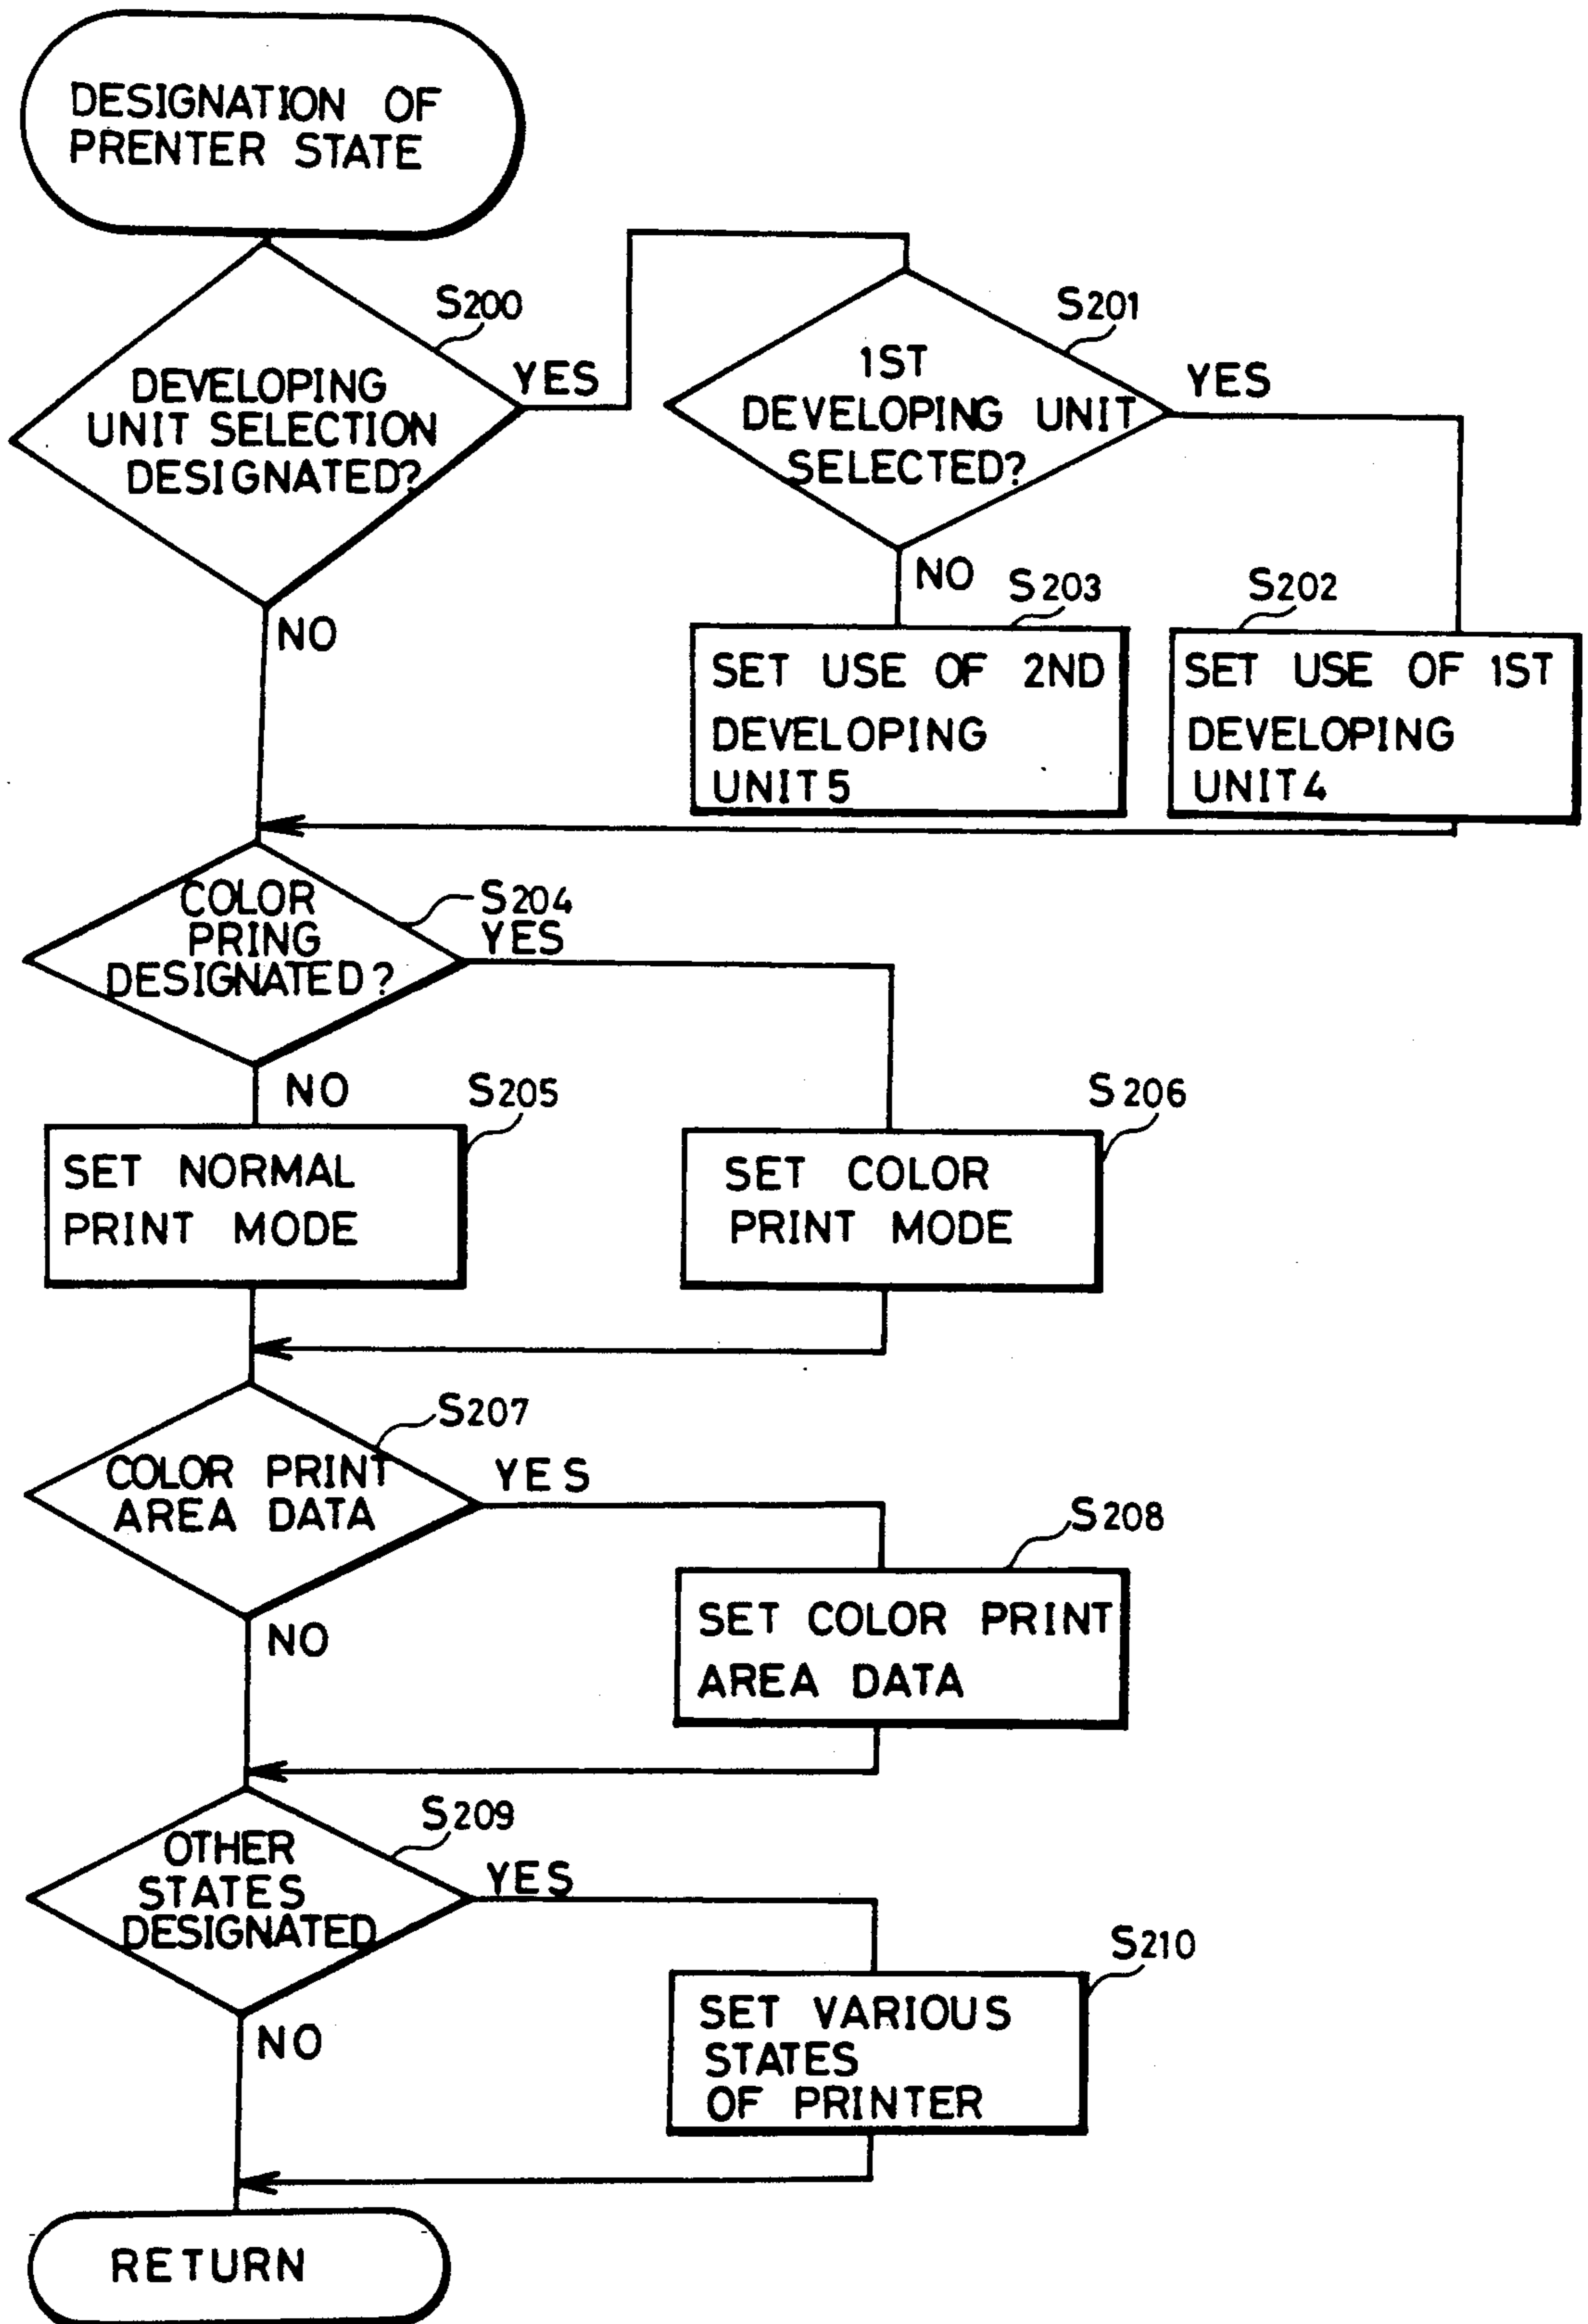 DESIGNATION OF
PRENTER STATE
S200
DEVELOPING
UNIT SELECTION
DESIGNATED?
YES
NO
S201
1ST
DEVELOPING UNIT
SELECTED?
YES
NO
S203
SET USE OF 2ND
DEVELOPING
UNIT5
S202
SET USE OF 1ST
DEVELOPING
UNIT4
S204
COLOR
PRING
DESIGNATED?
YES
NO
S205
SET NORMAL
PRINT MODE
S206
SET COLOR
PRINT MODE
S207
COLOR PRINT
AREA DATA
YES
NO
S208
SET COLOR PRINT
AREA DATA
S209
OTHER
STATES
DESIGNATED
YES
NO
S210
SET VARIOUS
STATES
OF PRINTER
RETURN